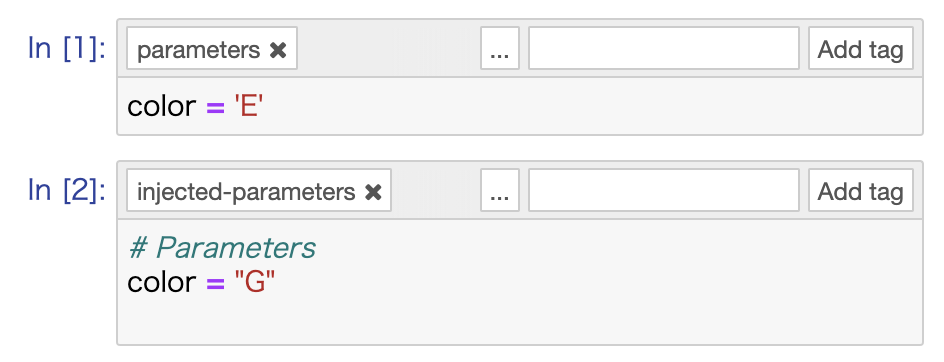 In [1]:
parameters ✖ ... Add tag
color = 'E'
In [2]:
injected-parameters ✖ ... Add tag
# Parameters
color = "G"